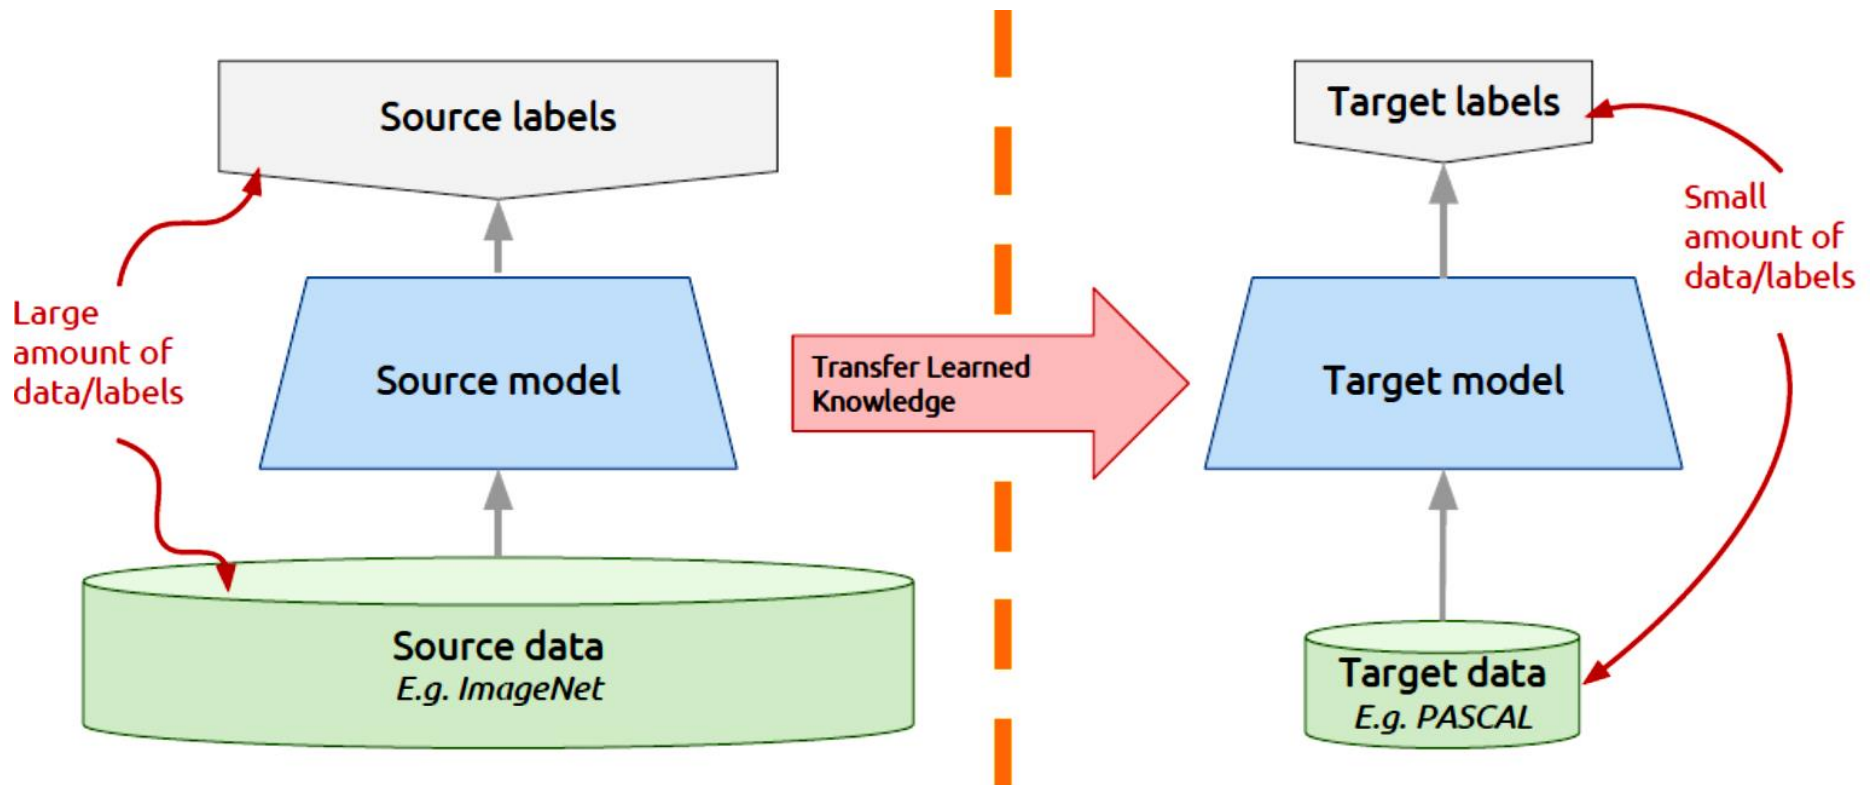 Source labels
Large
amount of
data/labels
Source model
Source data
E.g. ImageNet
Transfer Learned
Knowledge
Target labels
Small
amount of
data/labels
Target model
Target data
E.g. PASCAL